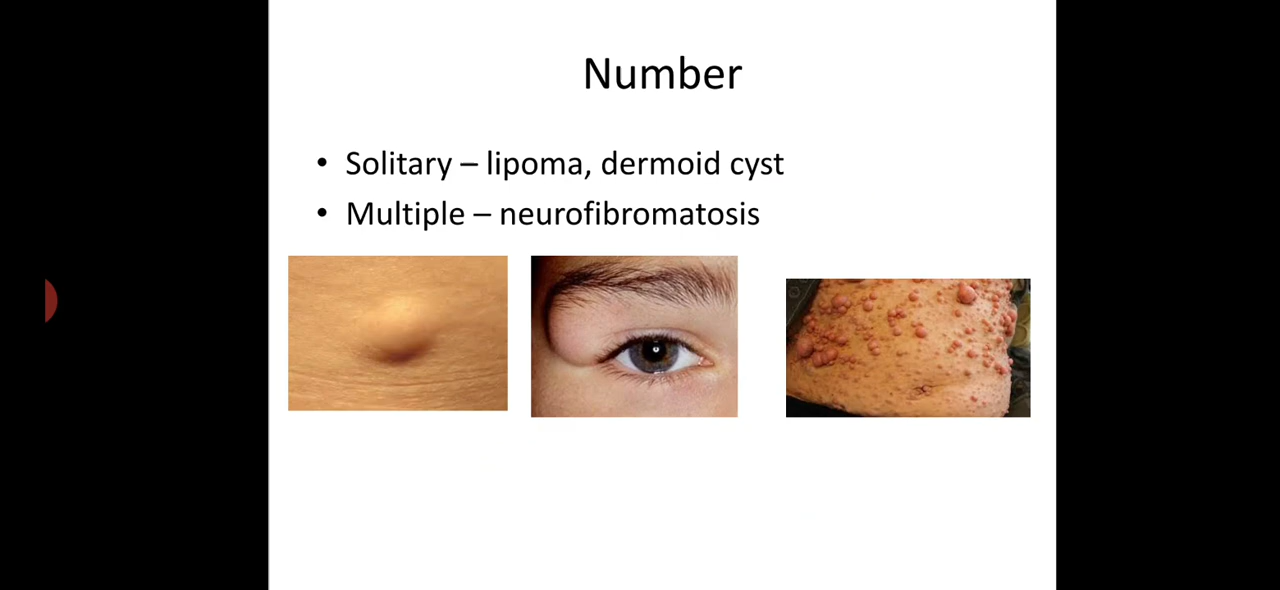 Number
• Solitary – lipoma, dermoid cyst
• Multiple – neurofibromatosis